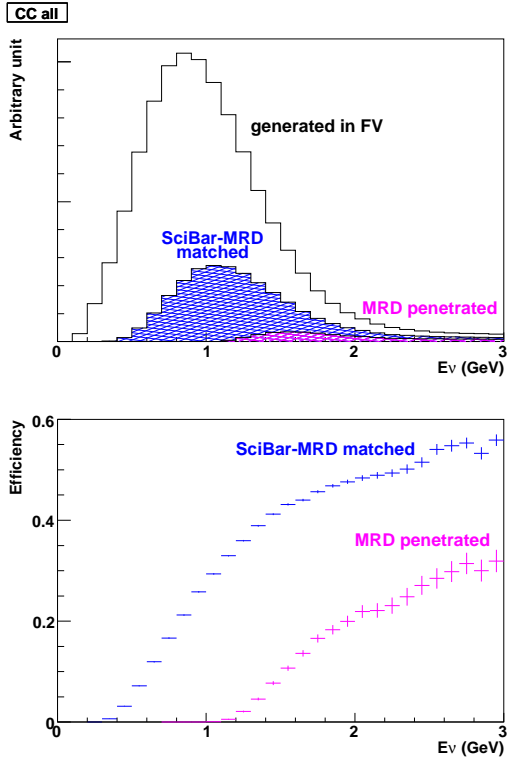 CC all
Arbitrary unit
generated in FV
SciBar-MRD
matched
MRD penetrated
0
1
2
3
Eν (GeV)
Efficiency
0.6
0.4
0.2
0
SciBar-MRD matched
MRD penetrated
0
1
2
3
Eν (GeV)